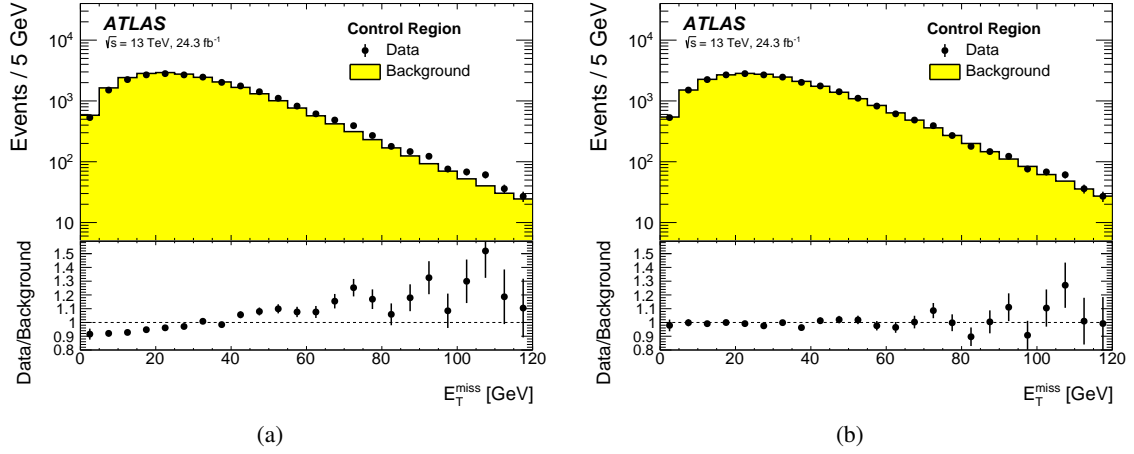 ATLAS
√s = 13 TeV, 24.3 fb⁻¹
Control Region
Data
Background
Events / 5 GeV
10⁴
10³
10²
10
Data/Background
1.5
1.4
1.3
1.2
1.1
1
0.9
0.8
0 20 40 60 80 100 120
E_T^miss [GeV]
(a)
ATLAS
√s = 13 TeV, 24.3 fb⁻¹
Control Region
Data
Background
Events / 5 GeV
10⁴
10³
10²
10
Data/Background
1.5
1.4
1.3
1.2
1.1
1
0.9
0.8
0 20 40 60 80 100 120
E_T^miss [GeV]
(b)